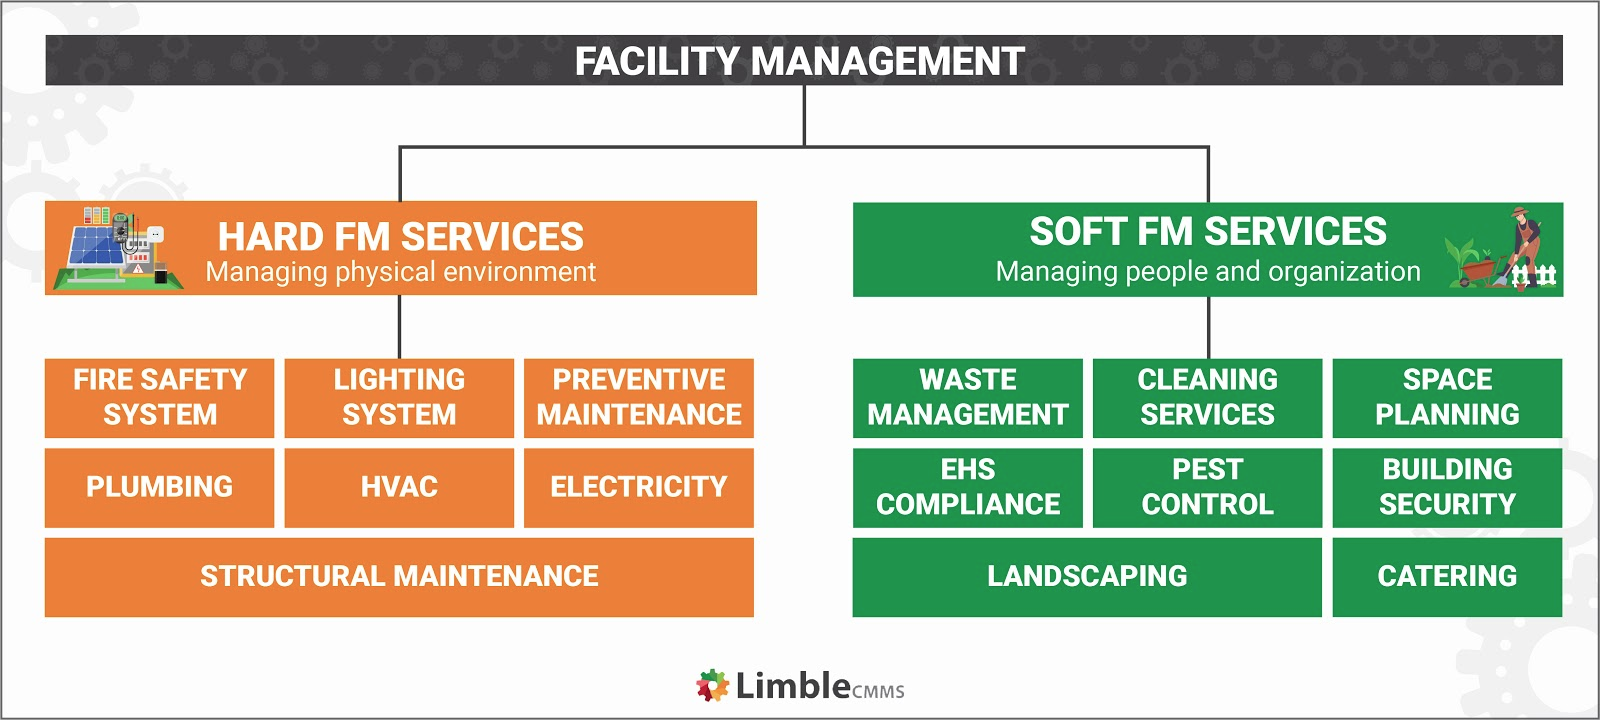 FACILITY MANAGEMENT
HARD FM SERVICES
Managing physical environment
SOFT FM SERVICES
Managing people and organization
FIRE SAFETY
SYSTEM
LIGHTING
SYSTEM
PREVENTIVE
MAINTENANCE
PLUMBING
HVAC
ELECTRICITY
STRUCTURAL MAINTENANCE
WASTE
MANAGEMENT
CLEANING
SERVICES
SPACE
PLANNING
EHS
COMPLIANCE
PEST
CONTROL
BUILDING
SECURITY
LANDSCAPING
CATERING
LimbleCMMS